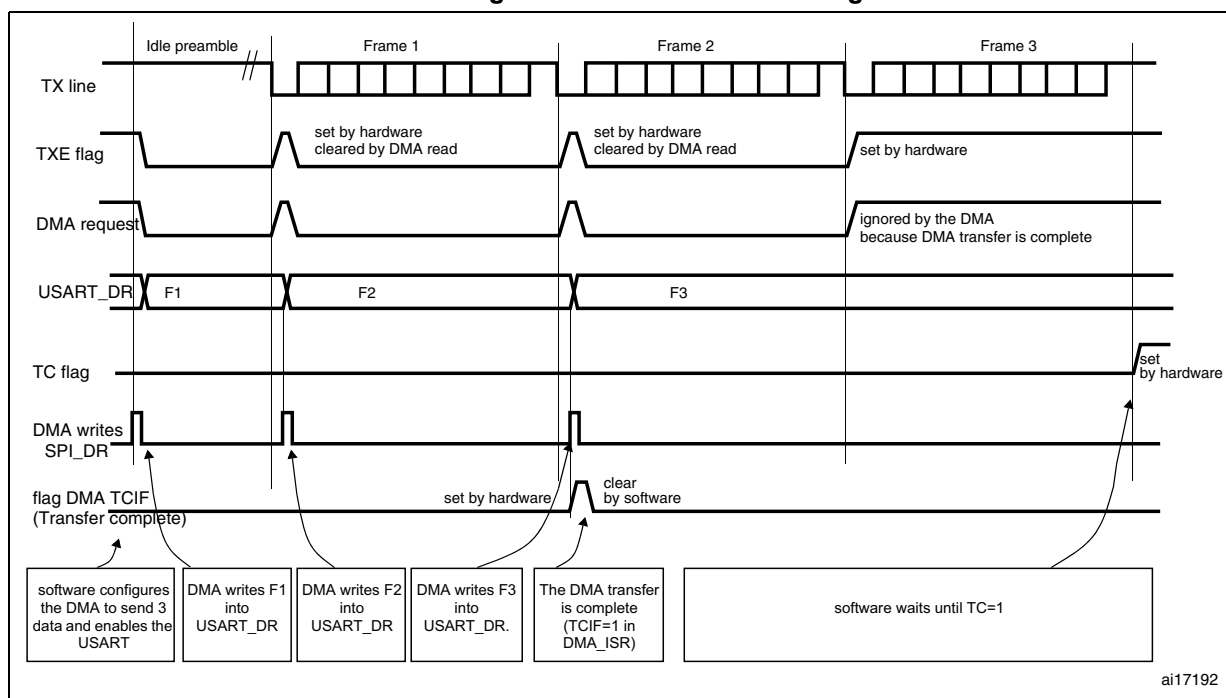 Idle preamble
Frame 1
Frame 2
Frame 3
TX line
TXE flag
set by hardware
cleared by DMA read
set by hardware
cleared by DMA read
set by hardware
DMA request
ignored by the DMA
because DMA transfer is complete
USART_DR
F1
F2
F3
TC flag
set
by hardware
DMA writes
SPI_DR
flag DMA TCIF
(Transfer complete)
set by hardware
clear
by software
software configures
the DMA to send 3
data and enables the
USART
DMA writes F1
into
USART_DR
DMA writes F2
into
USART_DR
DMA writes F3
into
USART_DR.
The DMA transfer
is complete
(TCIF=1 in
DMA_ISR)
software waits until TC=1
ai17192